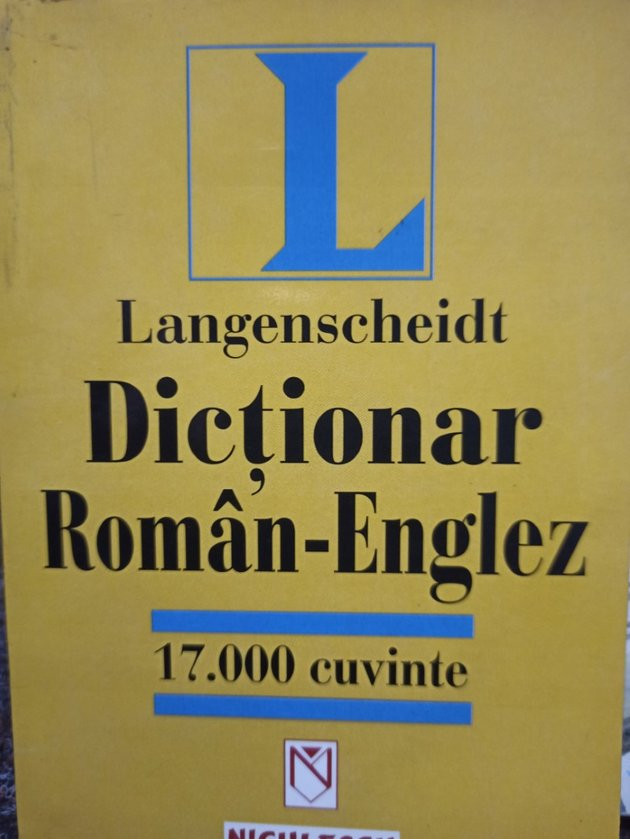 L
Langenscheidt
Dicționar
Român-Englez
17.000 cuvinte
N